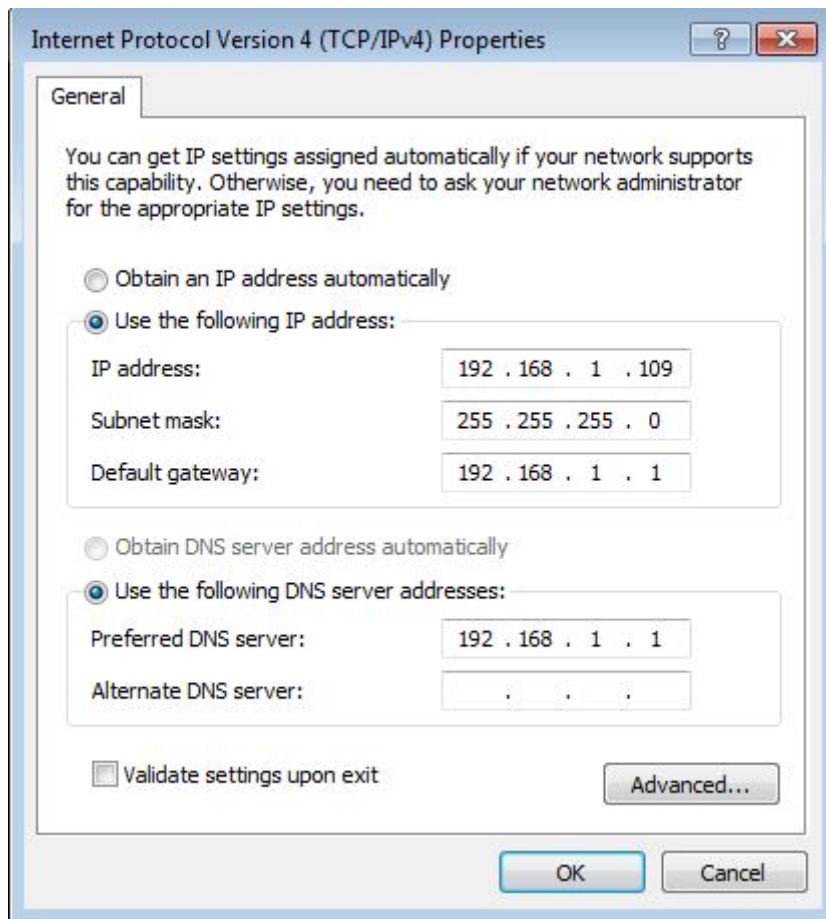 Internet Protocol Version 4 (TCP/IPv4) Properties
?
General
You can get IP settings assigned automatically if your network supports
this capability. Otherwise, you need to ask your network administrator
for the appropriate IP settings.
Obtain an IP address automatically
Use the following IP address:
IP address: 192 . 168 . 1 . 109
Subnet mask: 255 . 255 . 255 . 0
Default gateway: 192 . 168 . 1 . 1
Obtain DNS server address automatically
Use the following DNS server addresses:
Preferred DNS server: 192 . 168 . 1 . 1
Alternate DNS server: . . .
Validate settings upon exit
Advanced...
OK Cancel